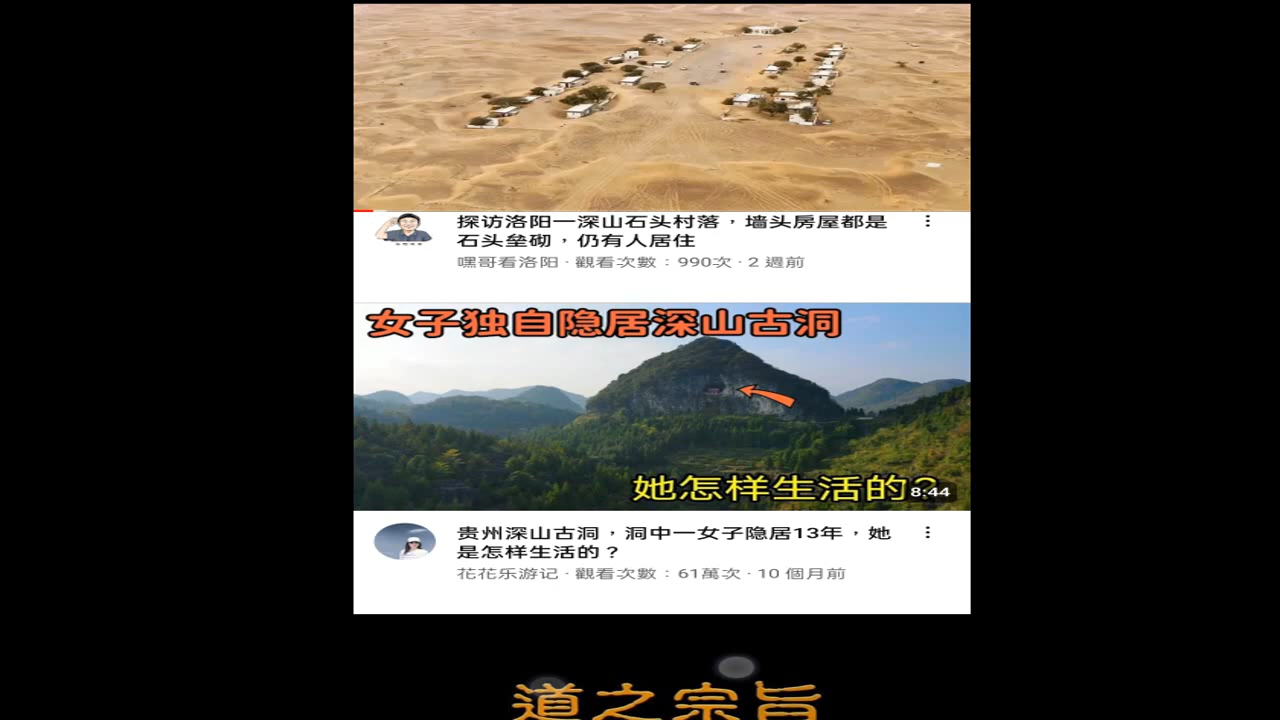 探访洛阳一深山石头村落，墙头房屋都是
石头垒砌，仍有人居住
嘿哥看洛阳 · 觀看次數：990次 · 2 週前
女子独自隐居深山古洞
她怎样生活的?
8:44
贵州深山古洞，洞中一女子隐居13年，她
是怎样生活的？
花花乐游记 · 觀看次數：61萬次 · 10 個月前
道之宗旨